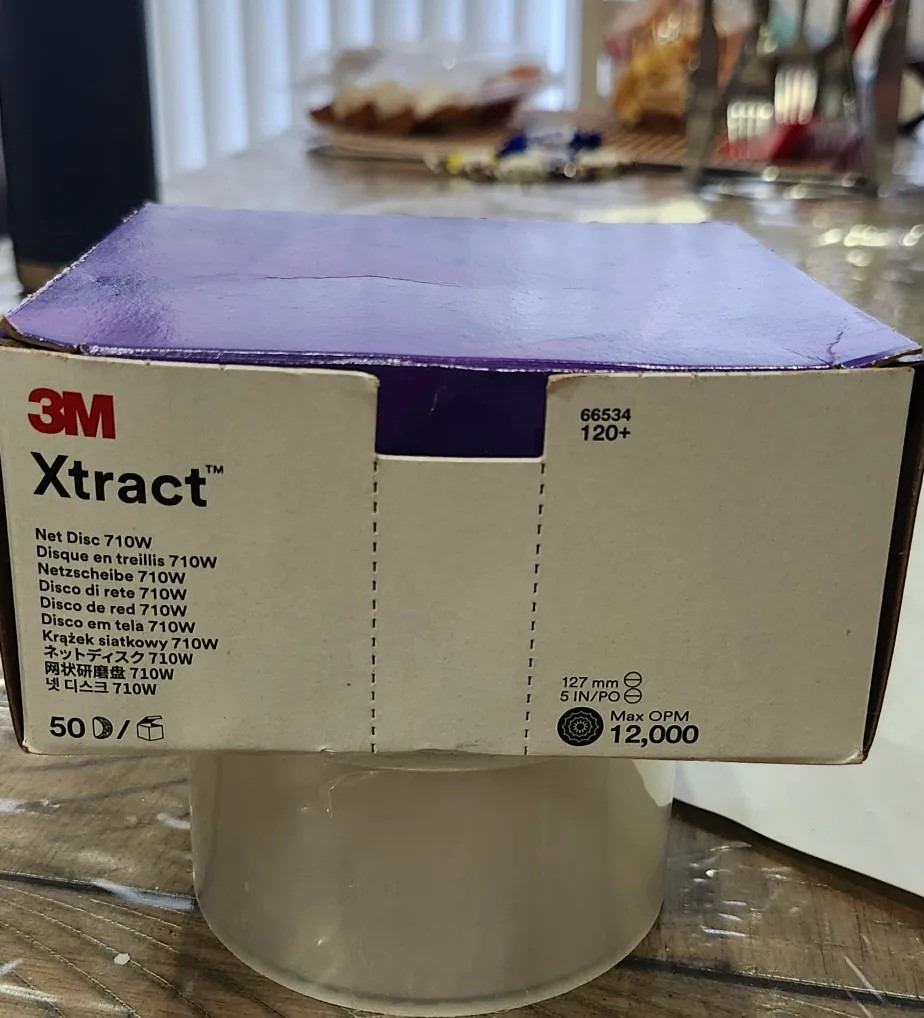 3M
Xtract™
Net Disc 710W
Disque en treillis 710W
Netzscheibe 710W
Disco di rete 710W
Disco de red 710W
Disco em tela 710W
Krążek siatkowy 710W
ネットディスク 710W
网状研磨盘 710W
넷 디스크 710W
50 /
66534
120+
127 mm
5 IN/PO
Max OPM
12,000